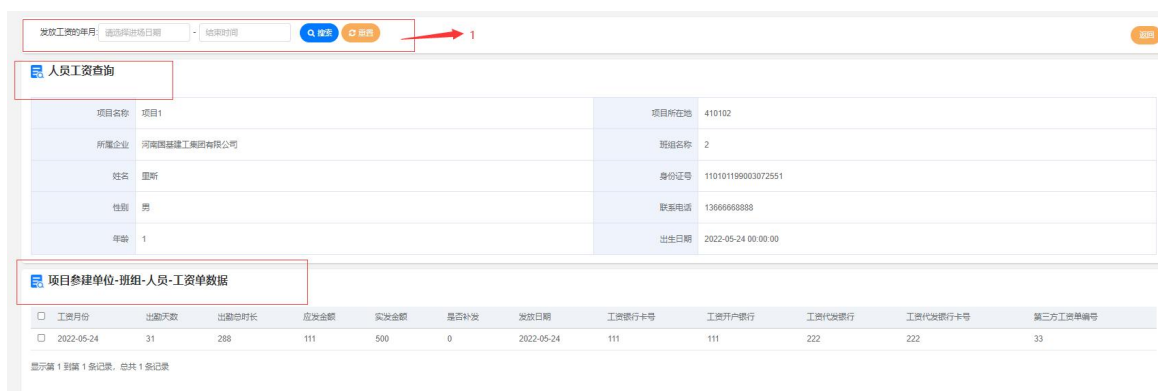 发放工资的年月: 请选择进场日期 - 结束时间 搜索 重置 1 返回
人员工资查询
项目名称 项目1 项目所在地 410102
所属企业 河南国基建工集团有限公司 班组名称 2
姓名 里斯 身份证号 110101199003072551
性别 男 联系电话 13666668888
年龄 1 出生日期 2022-05-24 00:00:00
项目参建单位-班组-人员-工资单数据
工资月份 出勤天数 出勤总时长 应发金额 实发金额 是否补发 发放日期 工资银行卡号 工资开户银行 工资代发银行 工资代发银行卡号 第三方工资单编号
2022-05-24 31 288 111 500 0 2022-05-24 111 111 222 222 33
显示第 1 到第 1 条记录，总共 1 条记录